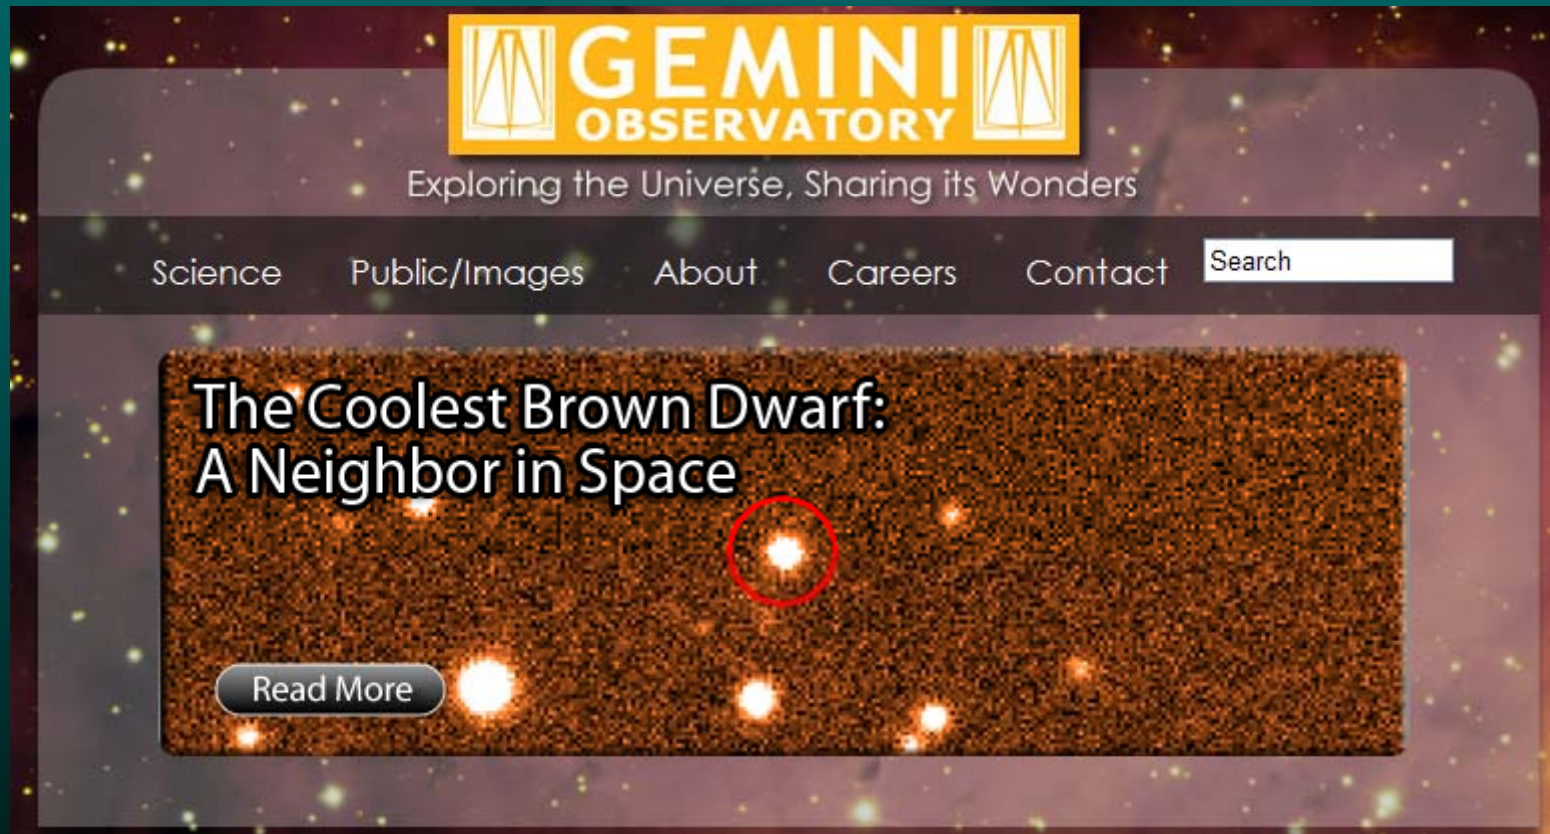 GEMINI
OBSERVATORY
Exploring the Universe, Sharing its Wonders
Science Public/Images About Careers Contact Search
The Coolest Brown Dwarf:
A Neighbor in Space
Read More